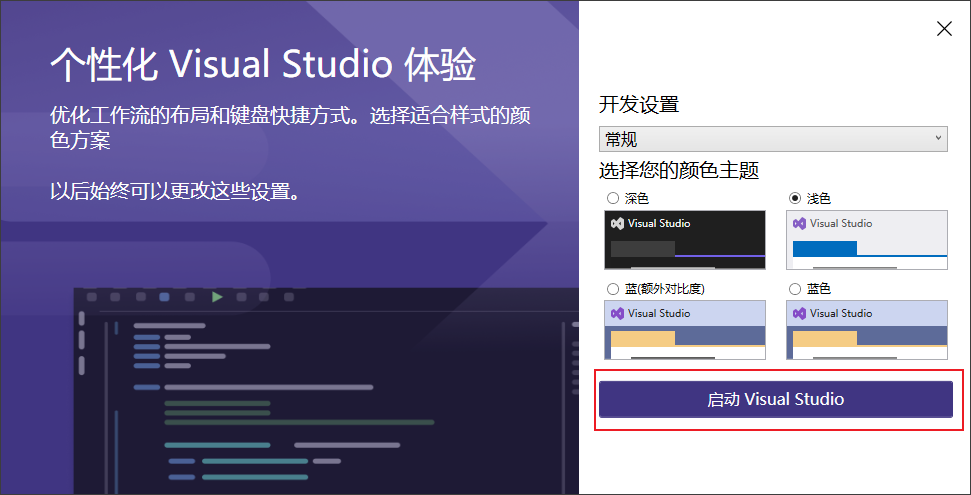 个性化 Visual Studio 体验
优化工作流的布局和键盘快捷方式。选择适合样式的颜
色方案
以后始终可以更改这些设置。
开发设置
常规
选择您的颜色主题
深色
浅色
Visual Studio
Visual Studio
蓝(额外对比度)
蓝色
Visual Studio
Visual Studio
启动 Visual Studio